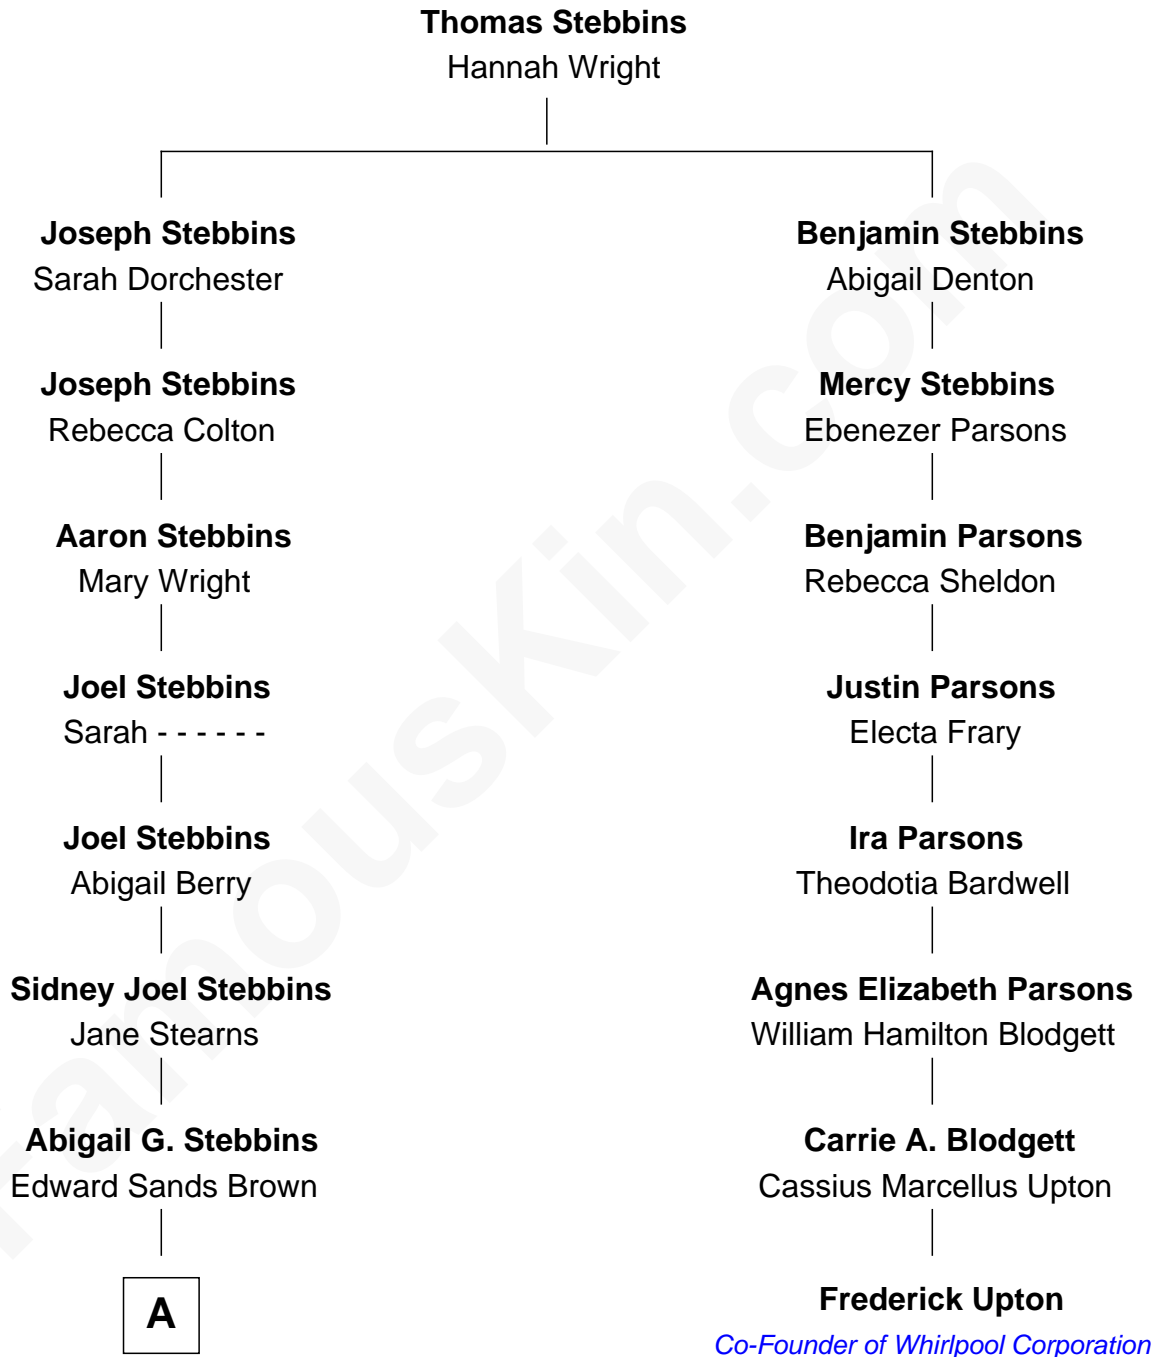 Thomas Stebbins
Hannah Wright
Joseph Stebbins
Sarah Dorchester
Benjamin Stebbins
Abigail Denton
Joseph Stebbins
Rebecca Colton
Mercy Stebbins
Ebenezer Parsons
Aaron Stebbins
Mary Wright
Benjamin Parsons
Rebecca Sheldon
Joel Stebbins
Sarah - - - - - -
Justin Parsons
Electa Frary
Joel Stebbins
Abigail Berry
Ira Parsons
Theodotia Bardwell
Sidney Joel Stebbins
Jane Stearns
Agnes Elizabeth Parsons
William Hamilton Blodgett
Abigail G. Stebbins
Edward Sands Brown
Carrie A. Blodgett
Cassius Marcellus Upton
A
Frederick Upton
Co-Founder of Whirlpool Corporation
FamousKin.com